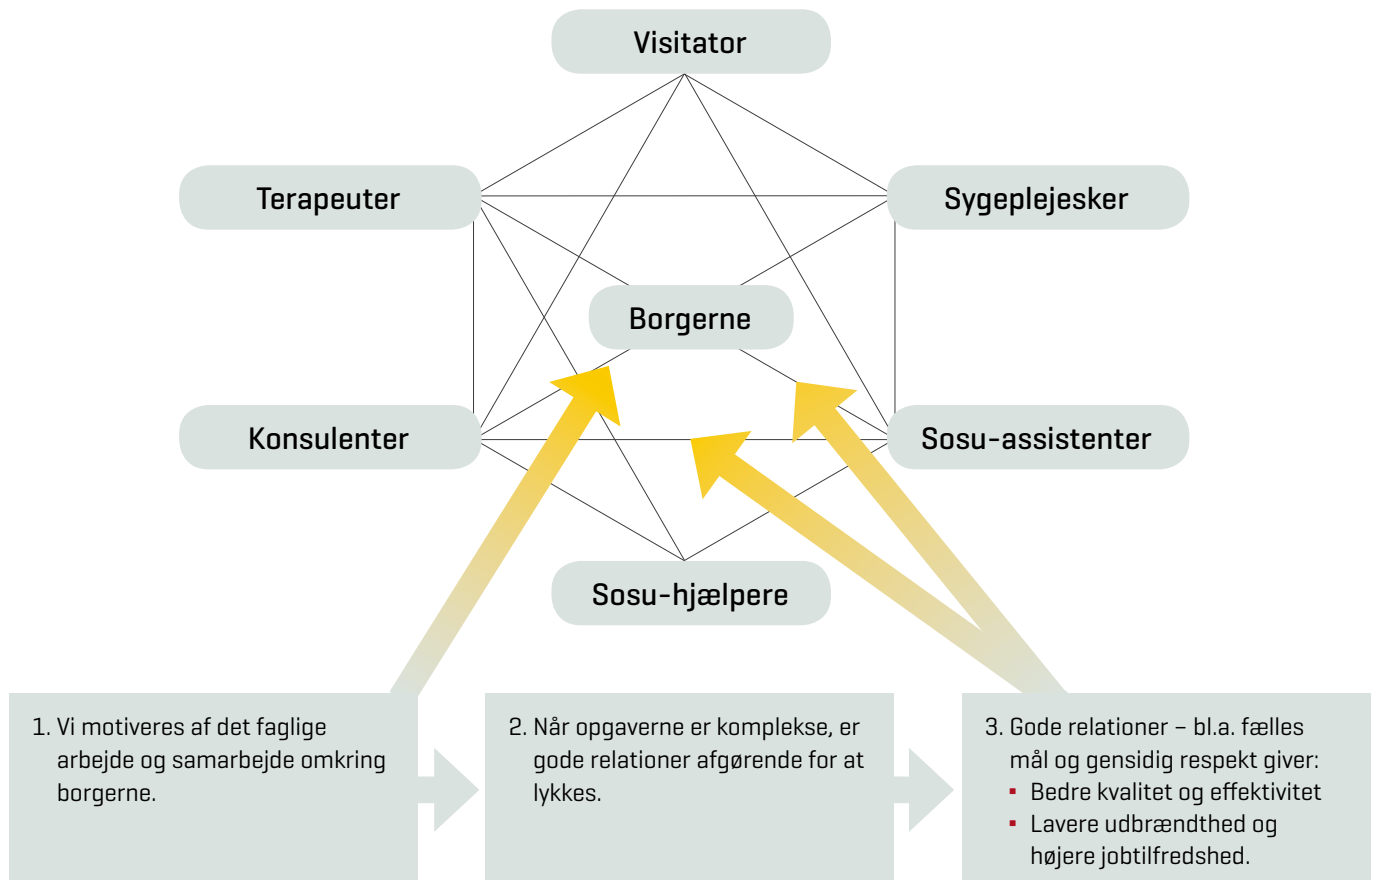 Visitator
Terapeuter
Sygeplejesker
Borgerne
Konsulenter
Sosu-assistenter
Sosu-hjælpere
1. Vi motiveres af det faglige
arbejde og samarbejde omkring
borgerne.
2. Når opgaverne er komplekse, er
gode relationer afgørende for at
lykkes.
3. Gode relationer – bl.a. fælles
mål og gensidig respekt giver:
▪ Bedre kvalitet og effektivitet
▪ Lavere udbrændthed og
højere jobtilfredshed.